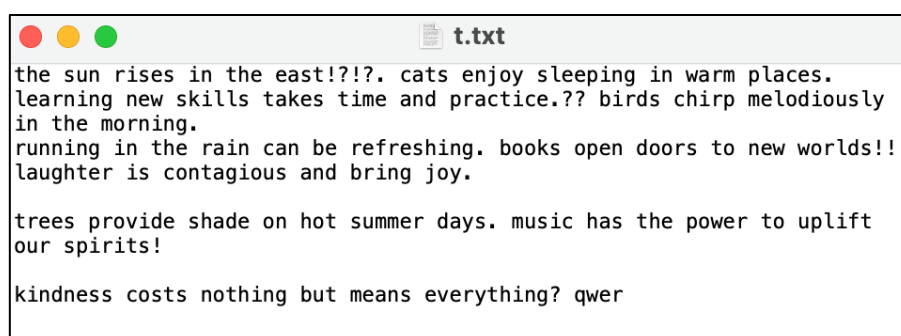 t.txt
the sun rises in the east!?!?. cats enjoy sleeping in warm places.
learning new skills takes time and practice.?? birds chirp melodiously
in the morning.
running in the rain can be refreshing. books open doors to new worlds!!
laughter is contagious and bring joy.
trees provide shade on hot summer days. music has the power to uplift
our spirits!
kindness costs nothing but means everything? qwer